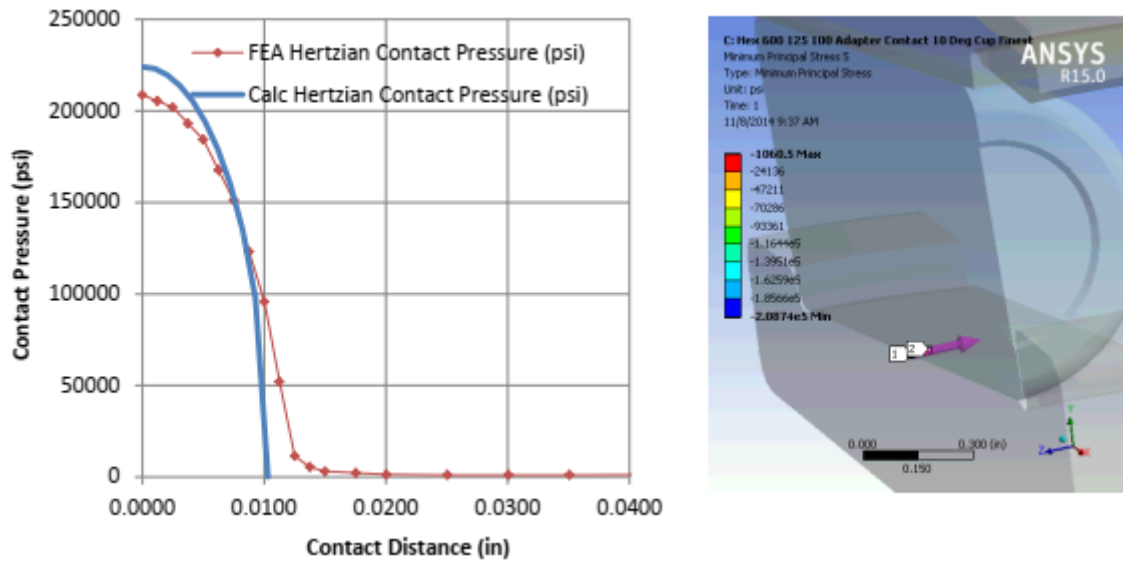 250000
200000
150000
100000
50000
0
0.0000
0.0100
0.0200
0.0300
0.0400
Contact Pressure (psi)
Contact Distance (in)
FEA Hertzian Contact Pressure (psi)
Calc Hertzian Contact Pressure (psi)
C: Hex 600 125 100 Adapter Contact 10 Deg Cup Finest
Minimum Principal Stress 5
Type: Minimum Principal Stress
Unit: psi
Time: 1
11/8/2014 9:37 AM
ANSYS
R15.0
-1060.5 Max
-24136
-47211
-70286
-93361
-1.1644e5
-1.3951e5
-1.6259e5
-1.8566e5
-2.0874e5 Min
1
2
0.000
0.300 (in)
0.150
Y
Z
X